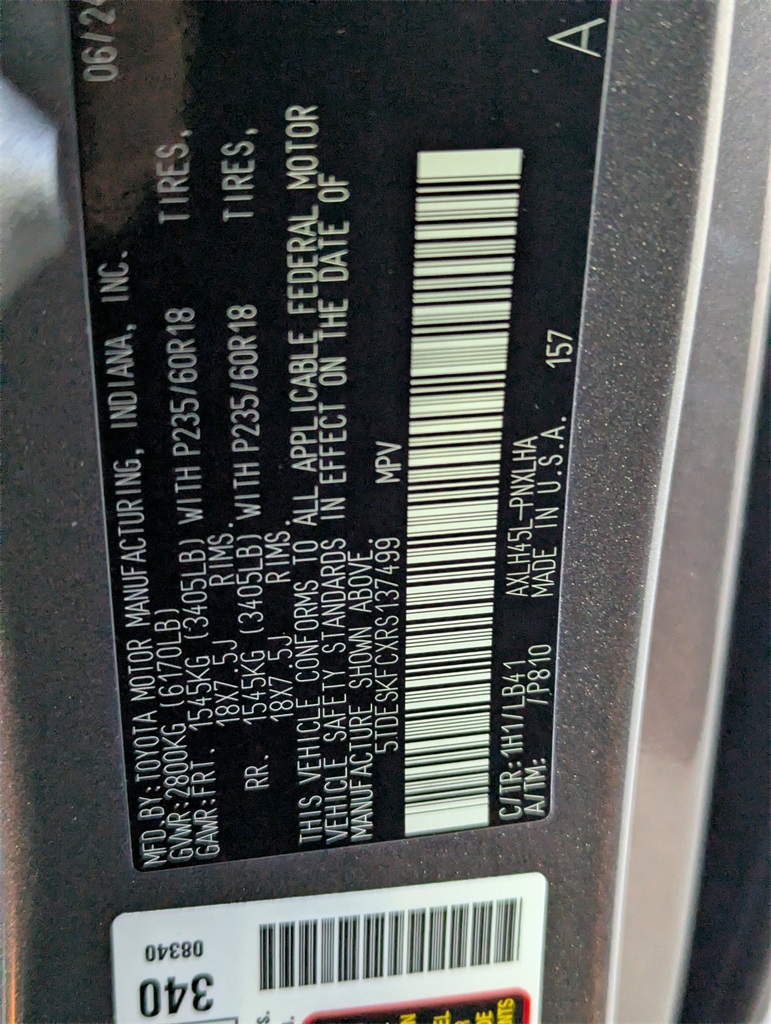 MFD.BY:TOYOTA MOTOR MANUFACTURING, INDIANA, INC. 06/24
GVWR:2800KG (6170LB)
GAWR:FRT. 1545KG (3405LB) WITH P235/60R18 TIRES,
18X7.5J RIMS.
RR. 1545KG (3405LB) WITH P235/60R18 TIRES,
18X7.5J RIMS.
THIS VEHICLE CONFORMS TO ALL APPLICABLE FEDERAL MOTOR
VEHICLE SAFETY STANDARDS IN EFFECT ON THE DATE OF
MANUFACTURE SHOWN ABOVE.
5TDESKFCXRS137499 MPV
C/TR:1H1/LB41 AXLH45L-PNXLHA
A/TM: /P810 MADE IN U.S.A. 157
A
340
08340